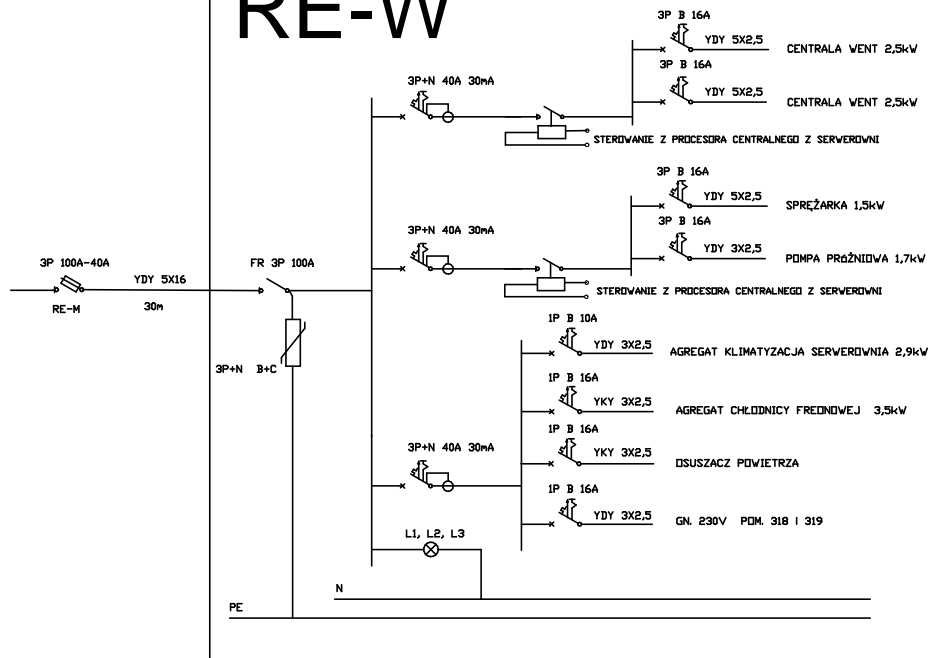 RE-W
3P B 16A
YDY 5X2,5
CENTRALA WENT 2,5kW
3P B 16A
YDY 5X2,5
CENTRALA WENT 2,5kW
3P+N 40A 30mA
STEROWANIE Z PROCESORA CENTRALNEGO Z SERWEROWNI
3P B 16A
YDY 5X2,5
SPRĘŻARKA 1,5kW
3P B 16A
YDY 3X2,5
POMPA PRÓŻNIOWA 1,7kW
3P+N 40A 30mA
STEROWANIE Z PROCESORA CENTRALNEGO Z SERWEROWNI
3P 100A-40A
RE-M
YDY 5X16
30m
FR 3P 100A
3P+N B+C
1P B 10A
YDY 3X2,5
AGREGAT KLIMATYZACJA SERWEROWNIA 2,9kW
1P B 16A
YKY 3X2,5
AGREGAT CHŁODNICY FREONOWEJ 3,5kW
3P+N 40A 30mA
1P B 16A
YKY 3X2,5
OSUSZACZ POWIETRZA
1P B 16A
YDY 3X2,5
GN. 230V POM. 318 I 319
L1, L2, L3
N
PE